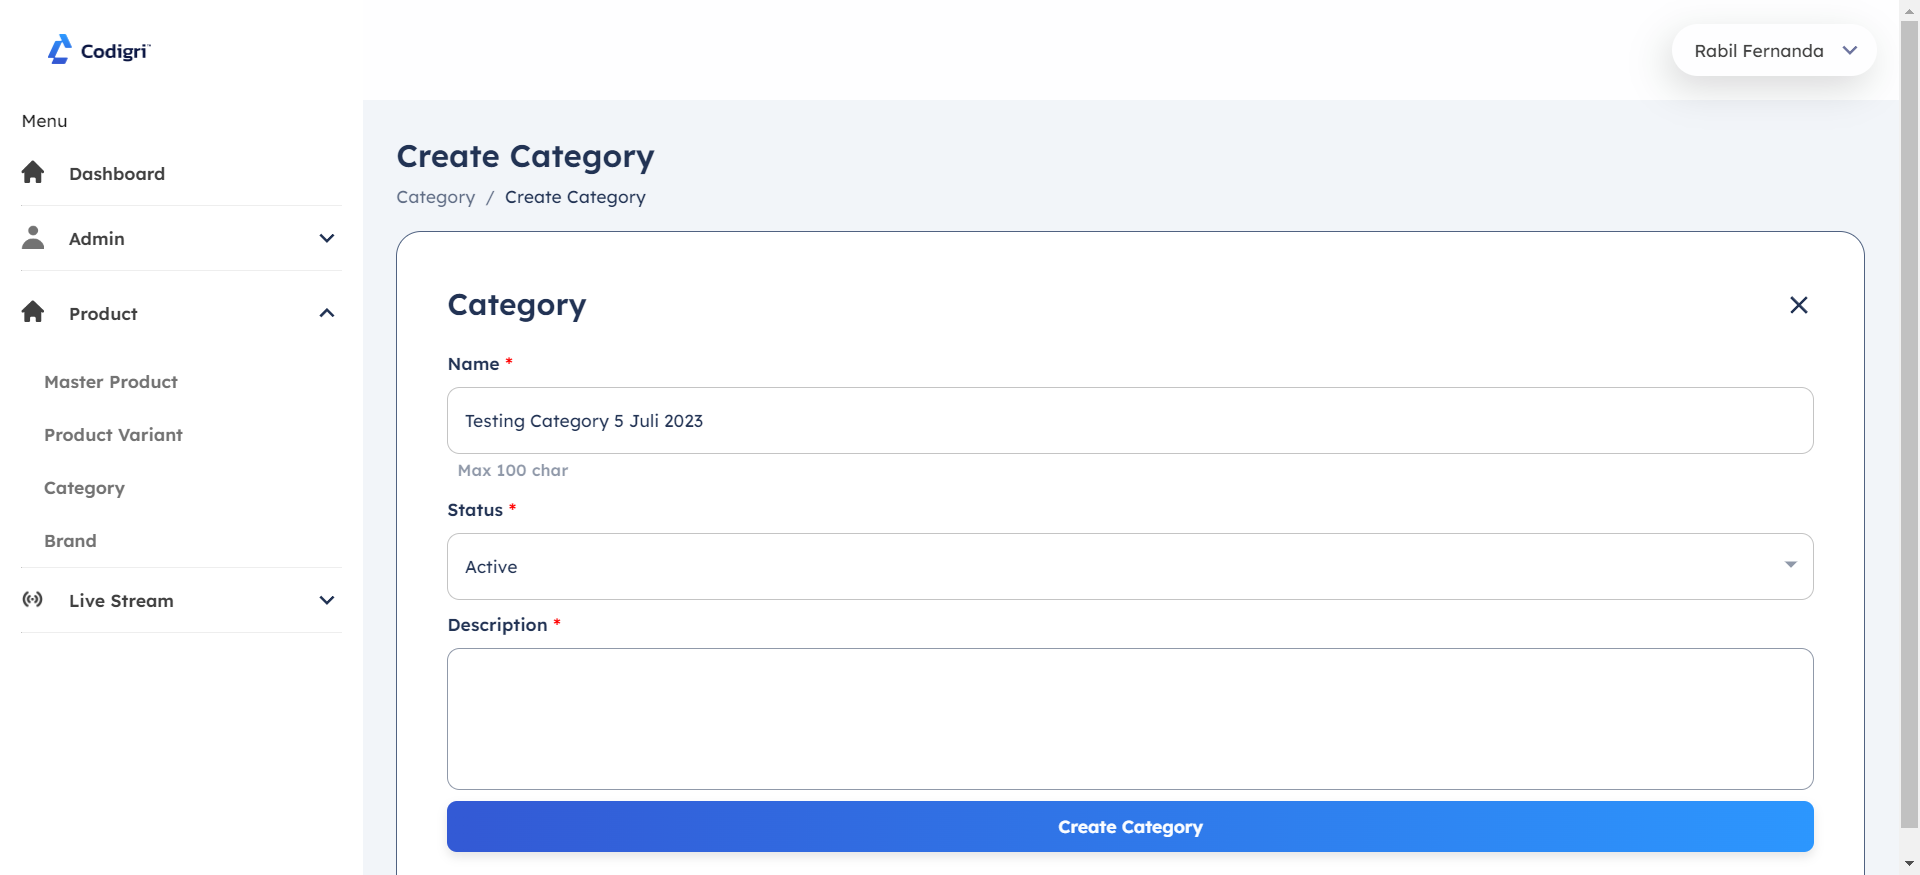 Codigri™
Rabil Fernanda
Menu
Dashboard
Admin
Product
Master Product
Product Variant
Category
Brand
Live Stream
Create Category
Category / Create Category
Category
Name *
Testing Category 5 Juli 2023
Max 100 char
Status *
Active
Description *
Create Category